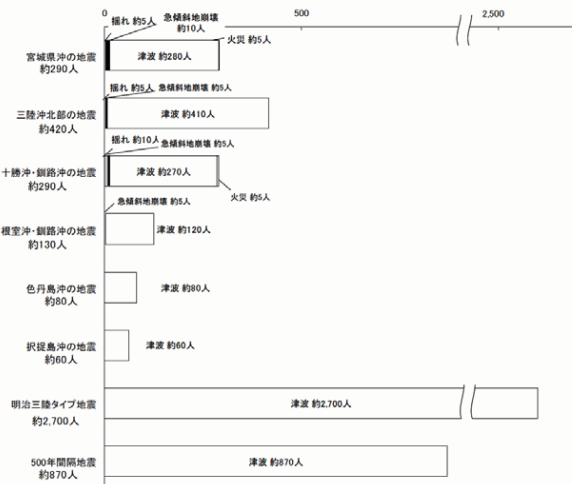 0
500
2,500
揺れ 約5人
急傾斜地崩壊
約10人
火災 約5人
宮城県沖の地震
約290人
津波 約280人
揺れ 約5人
急傾斜地崩壊 約5人
三陸沖北部の地震
約420人
津波 約410人
揺れ 約10人
急傾斜地崩壊 約5人
十勝沖・釧路沖の地震
約290人
津波 約270人
火災 約5人
急傾斜地崩壊 約5人
根室沖・釧路沖の地震
約130人
津波 約120人
色丹島沖の地震
約80人
津波 約80人
択捉島沖の地震
約60人
津波 約60人
明治三陸タイプ地震
約2,700人
津波 約2,700人
500年間隔地震
約870人
津波 約870人